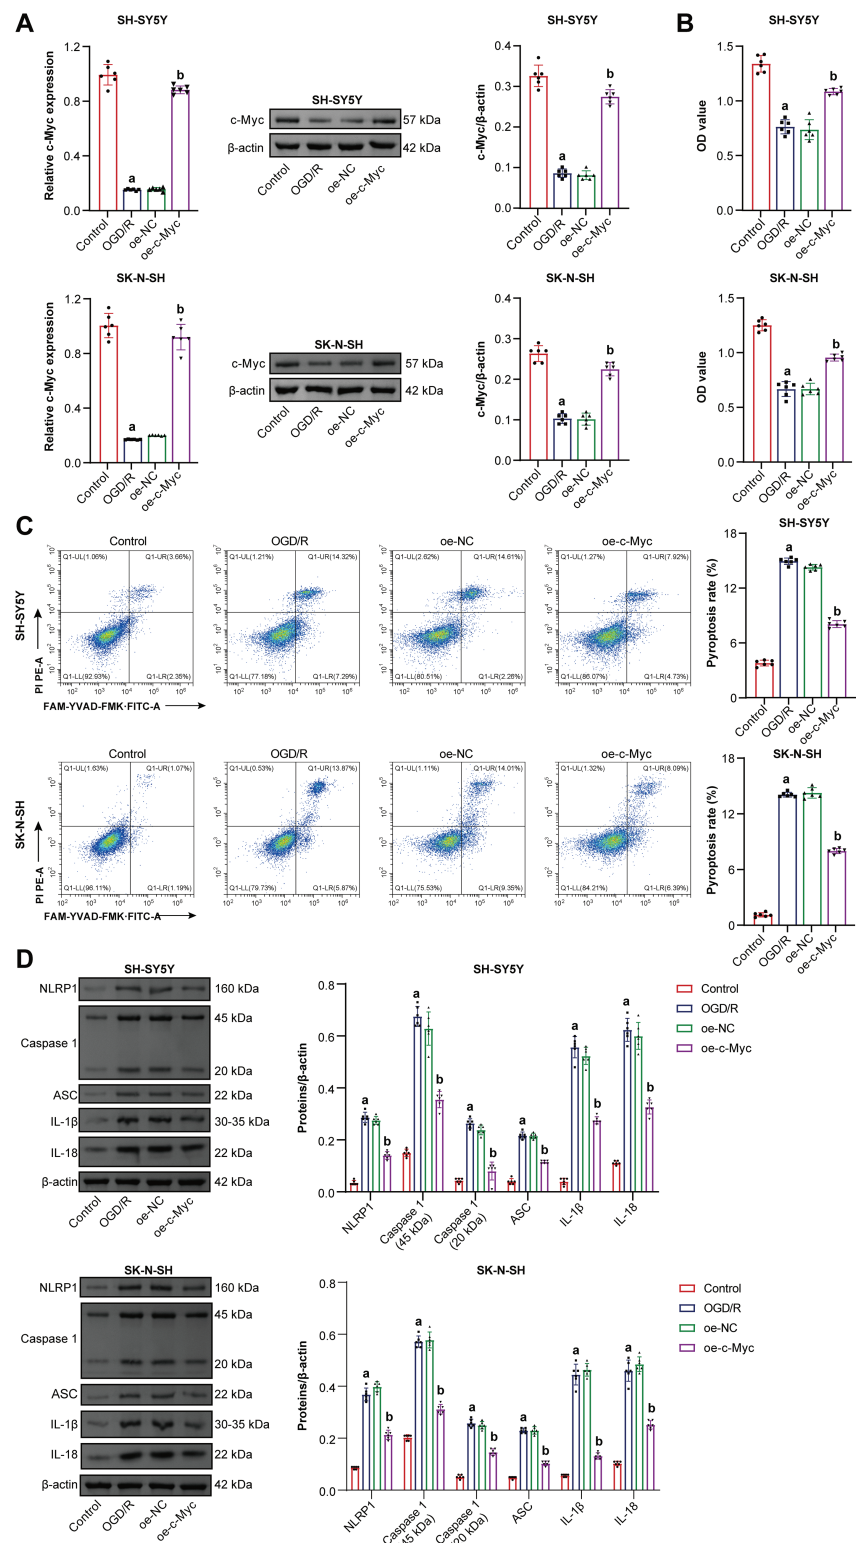 A
SH-SY5Y
Relative c-Myc expression
1.2
0.8
0.4
0.0
a
b
Control
OGD/R
oe-NC
oe-c-Myc
SH-SY5Y
c-Myc
57 kDa
β-actin
42 kDa
Control
OGD/R
oe-NC
oe-c-Myc
SH-SY5Y
c-Myc/β-actin
0.4
0.3
0.2
0.1
0.0
a
b
Control
OGD/R
oe-NC
oe-c-Myc
B
SH-SY5Y
OD value
1.5
1.0
0.5
0.0
a
b
Control
OGD/R
oe-NC
oe-c-Myc
SK-N-SH
Relative c-Myc expression
1.2
0.8
0.4
0.0
a
b
Control
OGD/R
oe-NC
oe-c-Myc
SK-N-SH
c-Myc
57 kDa
β-actin
42 kDa
Control
OGD/R
oe-NC
oe-c-Myc
SK-N-SH
c-Myc/β-actin
0.4
0.3
0.2
0.1
0.0
a
b
Control
OGD/R
oe-NC
oe-c-Myc
SK-N-SH
OD value
1.5
1.0
0.5
0.0
a
b
Control
OGD/R
oe-NC
oe-c-Myc
C
Control
OGD/R
oe-NC
oe-c-Myc
SH-SY5Y
PI PE-A
Q1-UL(1.06%) Q1-UR(3.66%)
Q1-LL(92.93%) Q1-LR(2.35%)
Q1-UL(1.21%) Q1-UR(14.32%)
Q1-LL(77.18%) Q1-LR(7.29%)
Q1-UL(2.62%) Q1-UR(14.61%)
Q1-LL(80.51%) Q1-LR(2.26%)
Q1-UL(1.27%) Q1-UR(7.92%)
Q1-LL(86.07%) Q1-LR(4.73%)
FAM-YVAD-FMK·FITC-A
SH-SY5Y
Pyroptosis rate (%)
18
12
6
0
a
b
Control
OGD/R
oe-NC
oe-c-Myc
Control
OGD/R
oe-NC
oe-c-Myc
SK-N-SH
PI PE-A
Q1-UL(1.63%) Q1-UR(1.07%)
Q1-LL(96.11%) Q1-LR(1.19%)
Q1-UL(0.53%) Q1-UR(13.87%)
Q1-LL(79.73%) Q1-LR(5.87%)
Q1-UL(1.11%) Q1-UR(14.01%)
Q1-LL(75.53%) Q1-LR(9.35%)
Q1-UL(1.32%) Q1-UR(8.09%)
Q1-LL(84.21%) Q1-LR(6.39%)
FAM-YVAD-FMK·FITC-A
SK-N-SH
Pyroptosis rate (%)
18
12
6
0
a
b
Control
OGD/R
oe-NC
oe-c-Myc
D
SH-SY5Y
NLRP1
160 kDa
45 kDa
Caspase 1
20 kDa
ASC
22 kDa
IL-1β
30-35 kDa
IL-18
22 kDa
β-actin
42 kDa
Control
OGD/R
oe-NC
oe-c-Myc
SH-SY5Y
Proteins/β-actin
0.8
0.6
0.4
0.2
0.0
a
b
a
b
a
b
a
b
a
b
a
b
NLRP1
Caspase 1
(45 kDa)
Caspase 1
(20 kDa)
ASC
IL-1β
IL-18
Control
OGD/R
oe-NC
oe-c-Myc
SK-N-SH
NLRP1
160 kDa
45 kDa
Caspase 1
20 kDa
ASC
22 kDa
IL-1β
30-35 kDa
IL-18
22 kDa
β-actin
42 kDa
Control
OGD/R
oe-NC
oe-c-Myc
SK-N-SH
Proteins/β-actin
0.8
0.6
0.4
0.2
0.0
a
b
a
b
a
b
a
b
a
b
a
b
NLRP1
Caspase 1
Caspase 1
ASC
IL-1β
IL-18
Control
OGD/R
oe-NC
oe-c-Myc